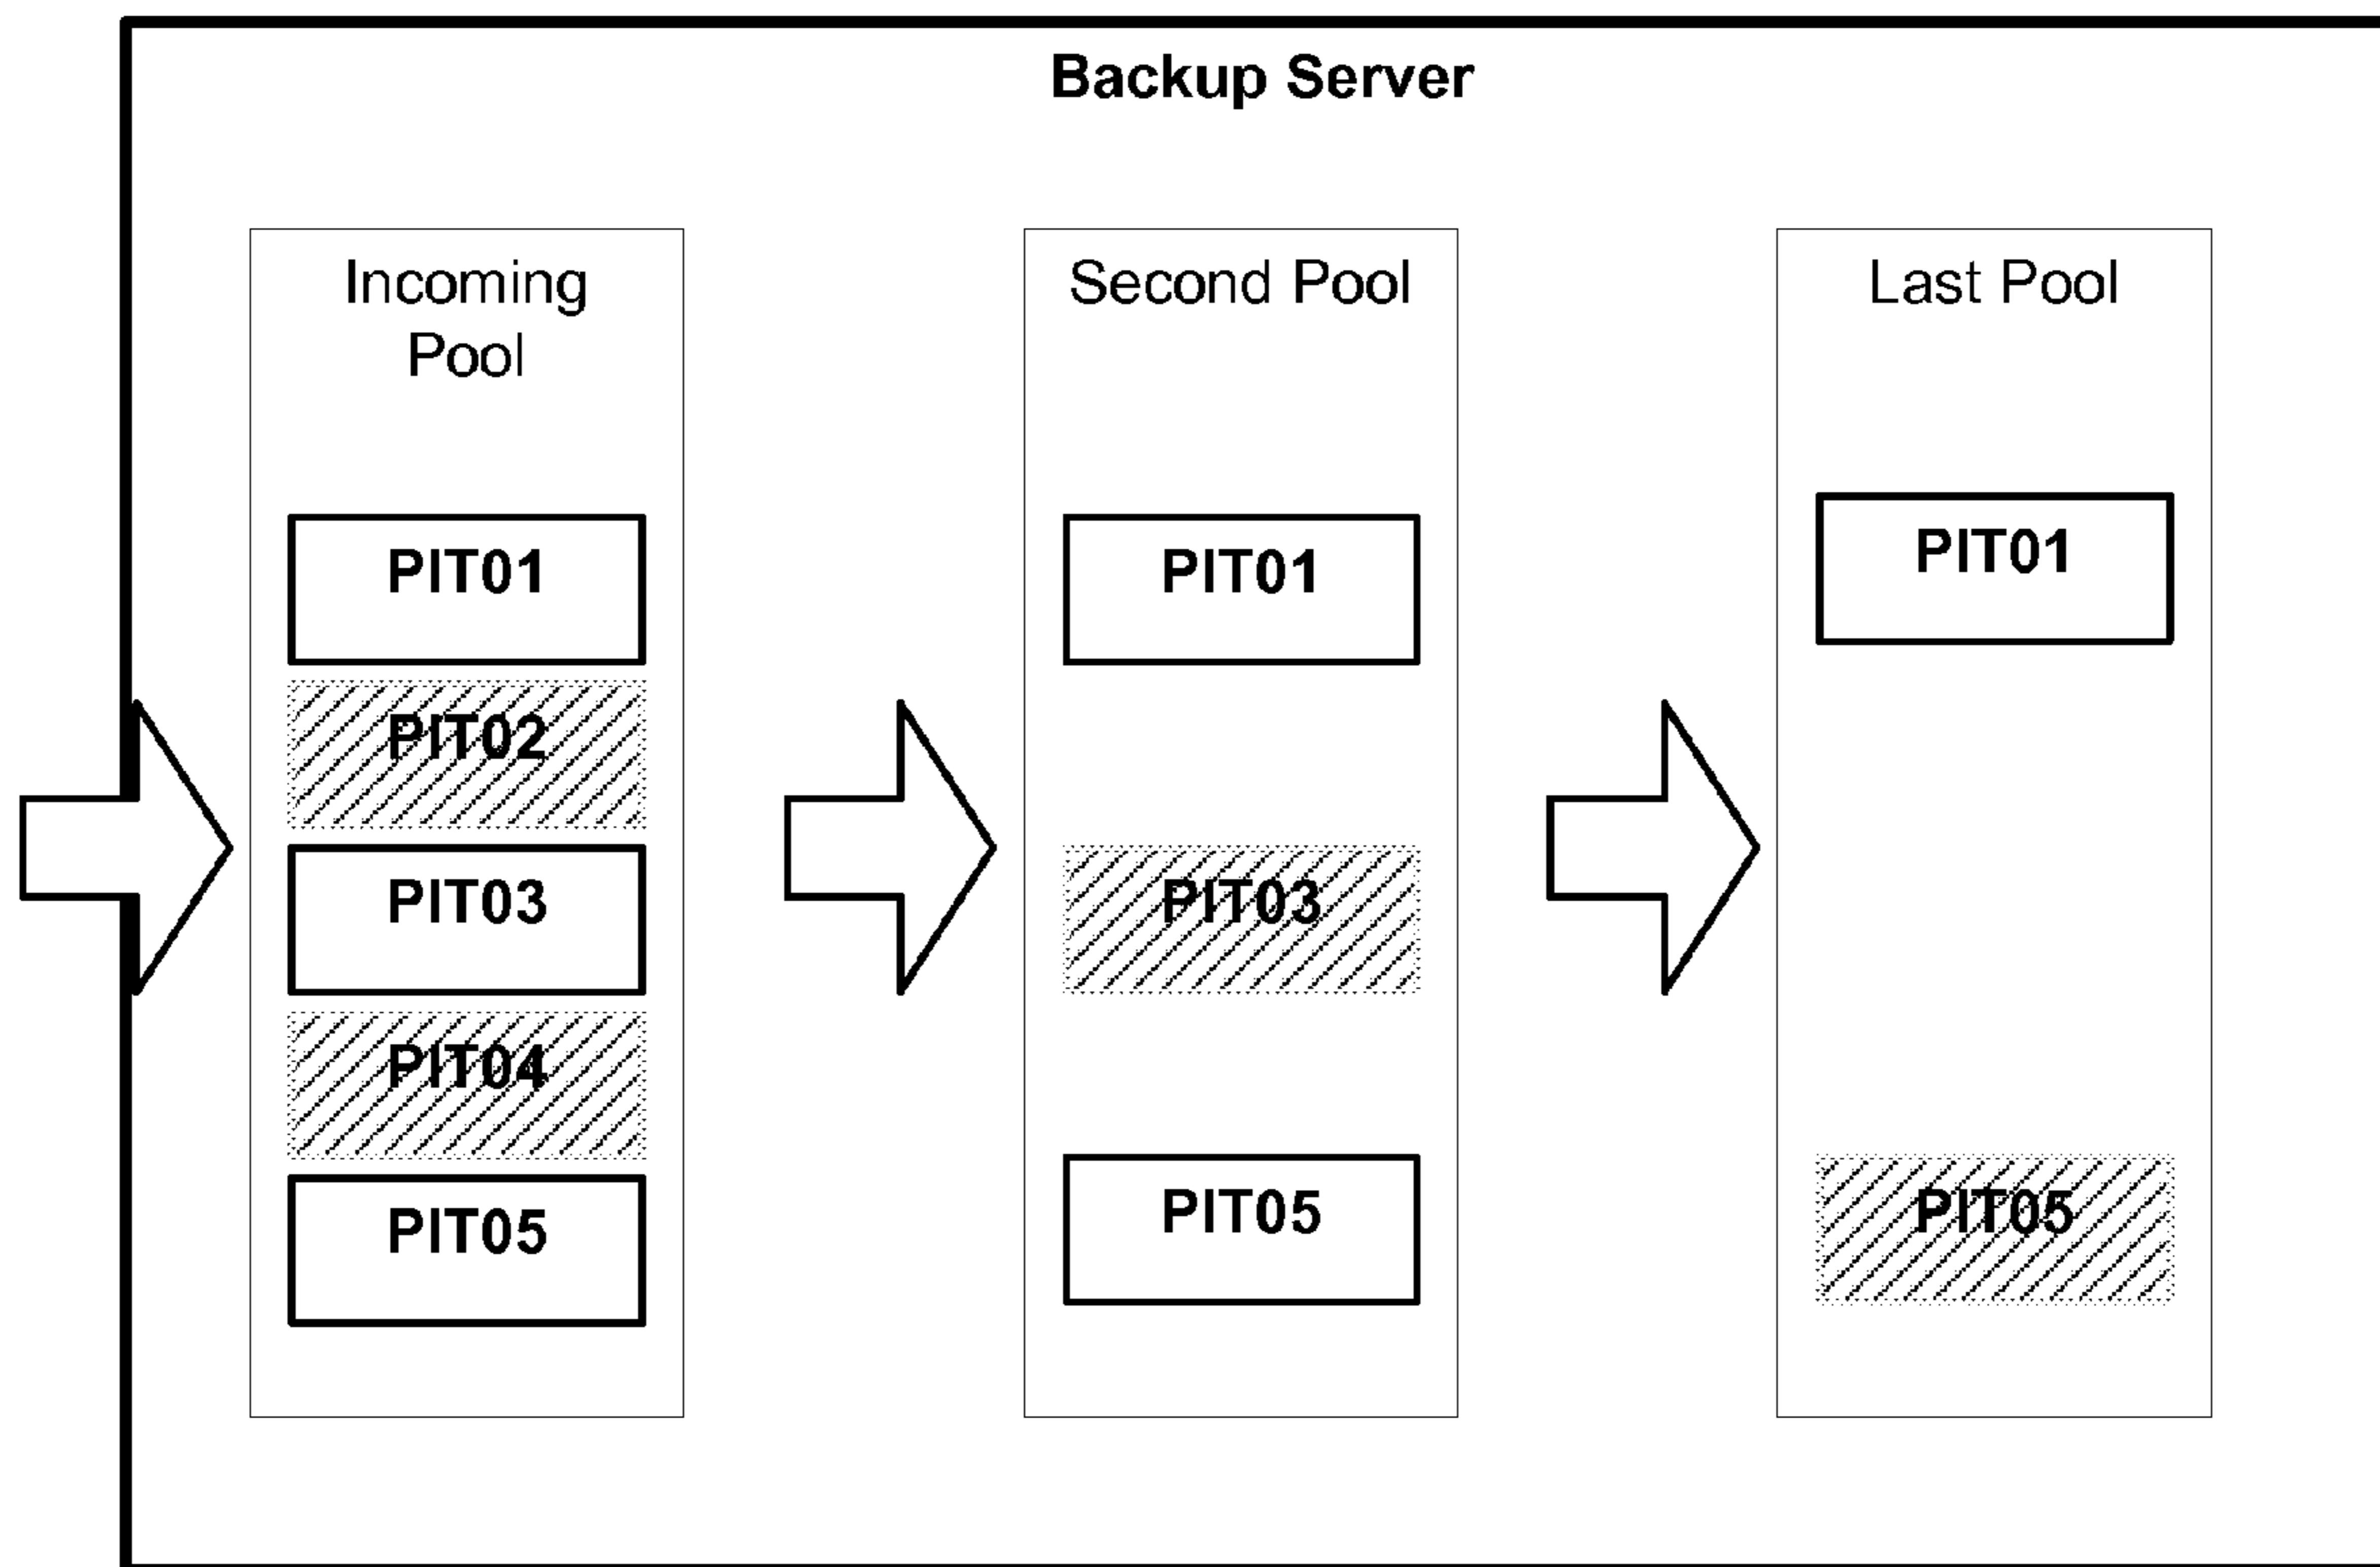 Backup Server
Incoming
Pool
PIT01
PIT02
PIT03
PIT04
PIT05
Second Pool
PIT01
PIT03
PIT05
Last Pool
PIT01
PIT05